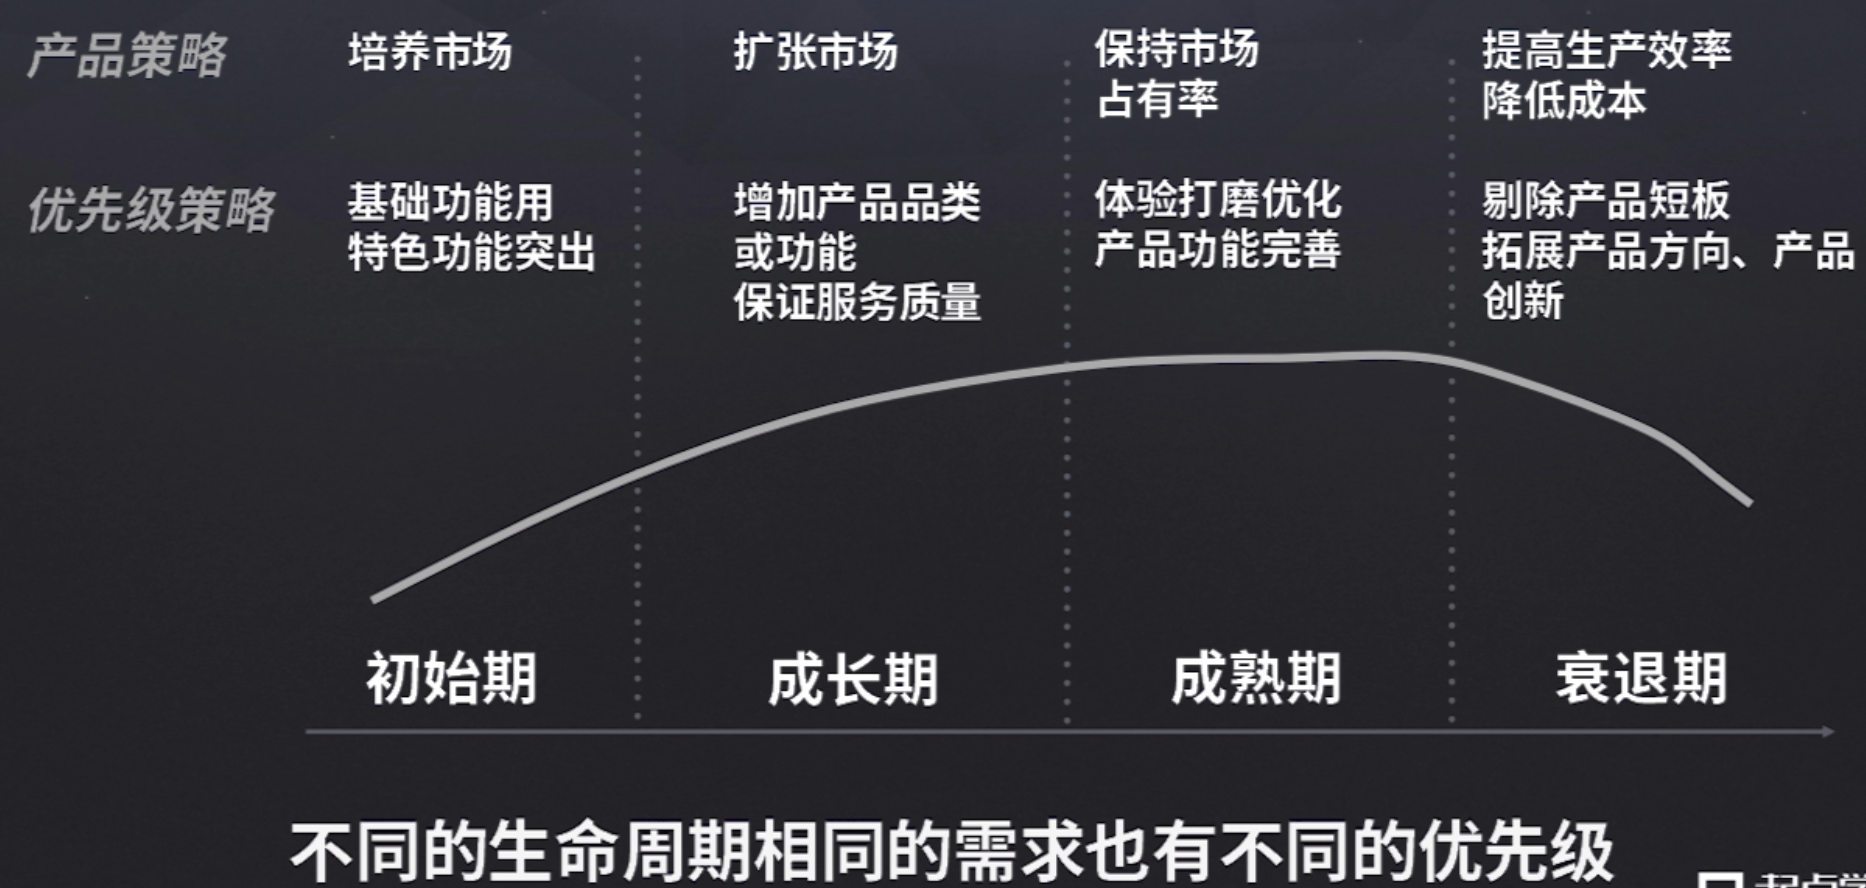 产品策略
培养市场
扩张市场
保持市场
占有率
提高生产效率
降低成本
优先级策略
基础功能用
特色功能突出
增加产品品类
或功能
保证服务质量
体验打磨优化
产品功能完善
剔除产品短板
拓展产品方向、产品
创新
初始期
成长期
成熟期
衰退期
不同的生命周期相同的需求也有不同的优先级